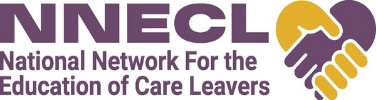 NNECL
National Network For the
Education of Care Leavers